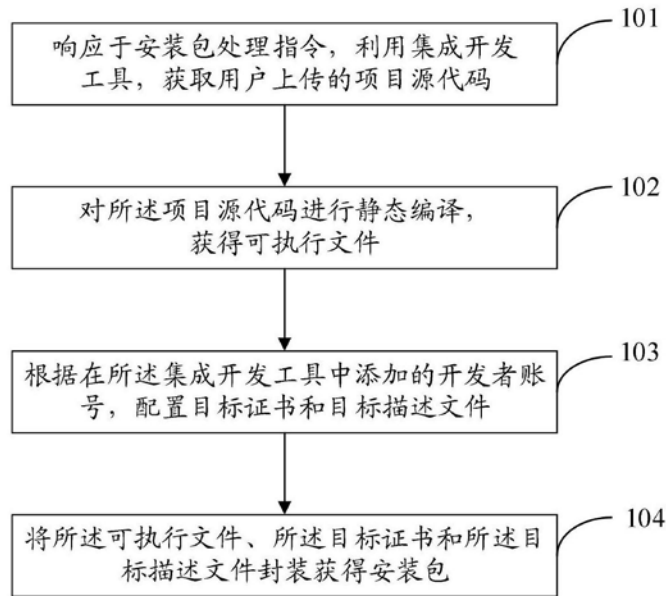 101
响应于安装包处理指令，利用集成开发
工具，获取用户上传的项目源代码
102
对所述项目源代码进行静态编译，
获得可执行文件
103
根据在所述集成开发工具中添加的开发者账
号，配置目标证书和目标描述文件
104
将所述可执行文件、所述目标证书和所述目
标描述文件封装获得安装包